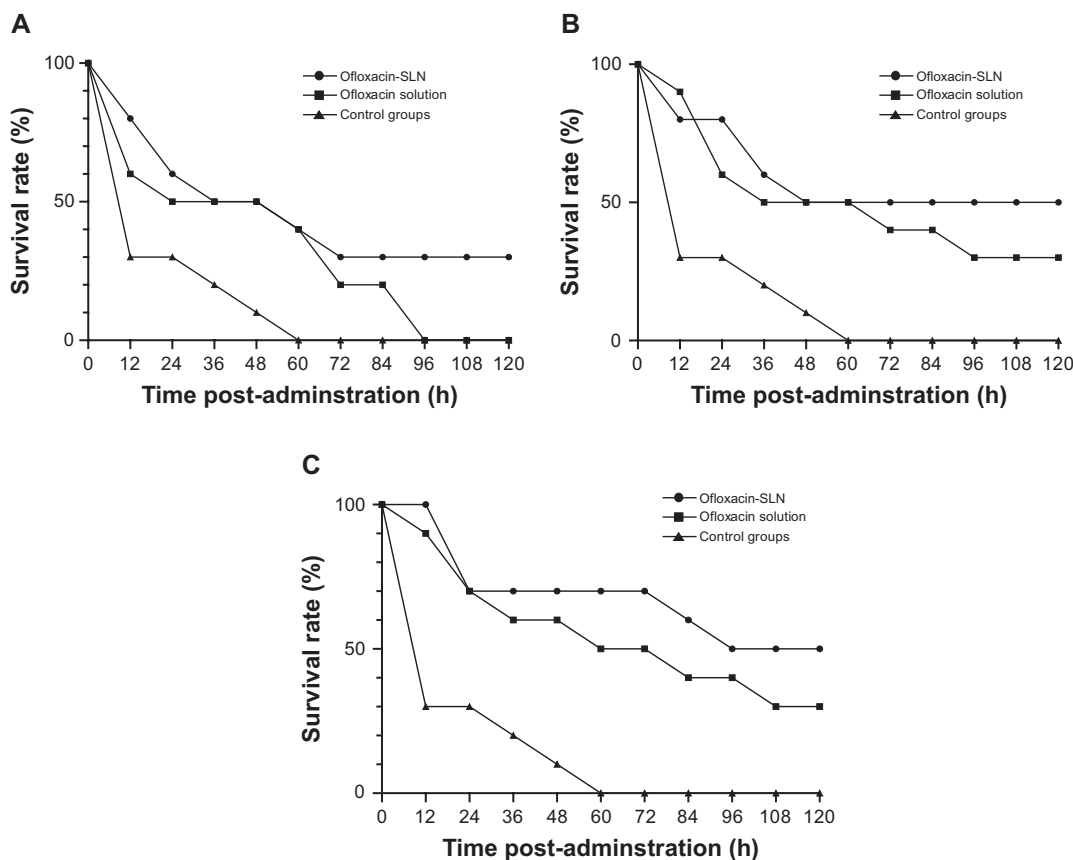 A
Ofloxacin-SLN
Ofloxacin solution
Control groups
100
50
0
Survival rate (%)
0 12 24 36 48 60 72 84 96 108 120
Time post-adminstration (h)
B
Ofloxacin-SLN
Ofloxacin solution
Control groups
100
50
0
Survival rate (%)
0 12 24 36 48 60 72 84 96 108 120
Time post-adminstration (h)
C
Ofloxacin-SLN
Ofloxacin solution
Control groups
100
50
0
Survival rate (%)
0 12 24 36 48 60 72 84 96 108 120
Time post-adminstration (h)